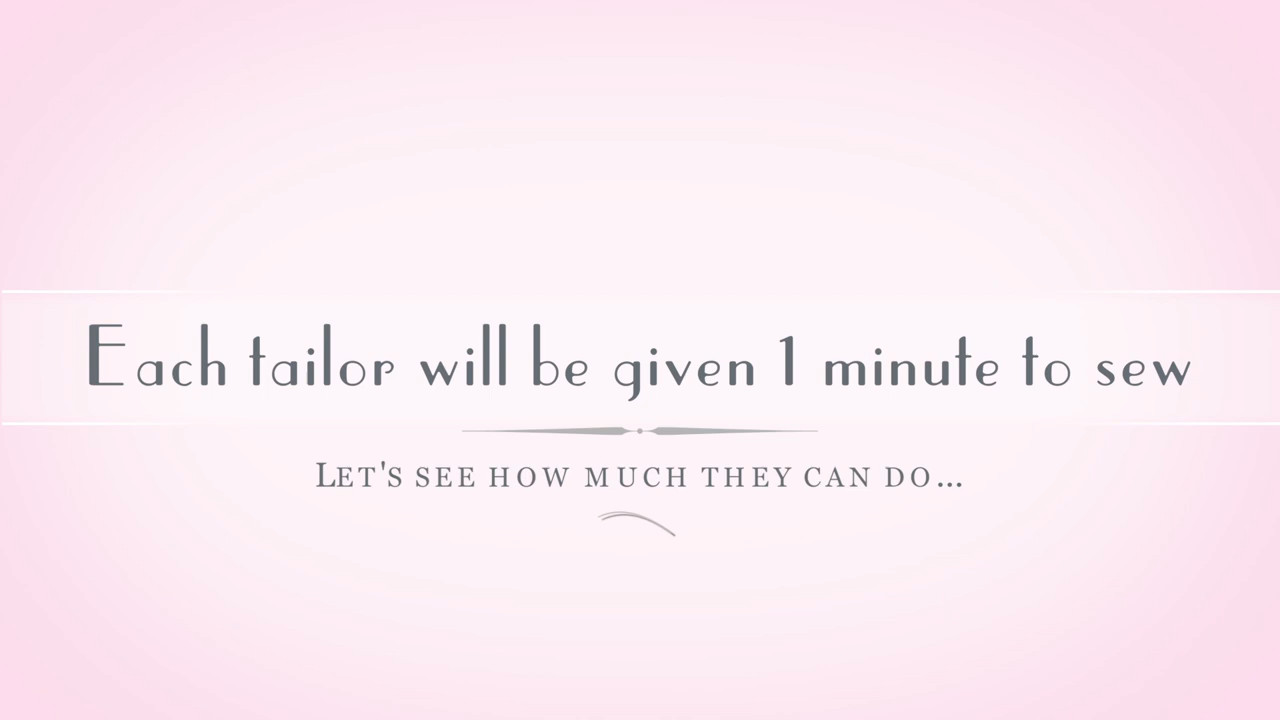 Each tailor will be given 1 minute to sew
Let's see how much they can do...